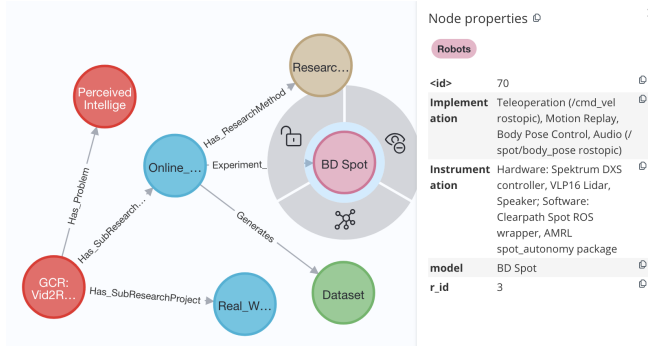 Perceived
Intellige
Researc...
Has_ResearchMethod
Online_...
Experiment_
BD Spot
Has_Problem
Has_SubResearch...
Generates
GCR:
Vid2R...
Has_SubResearchProject
Real_W...
Dataset
Node properties
Robots
<id> 70
Implement
ation
Teleoperation (/cmd_vel
rostopic), Motion Replay,
Body Pose Control, Audio (/
spot/body_pose rostopic)
Instrument
ation
Hardware: Spektrum DXS
controller, VLP16 Lidar,
Speaker; Software:
Clearpath Spot ROS
wrapper, AMRL
spot_autonomy package
model BD Spot
r_id 3